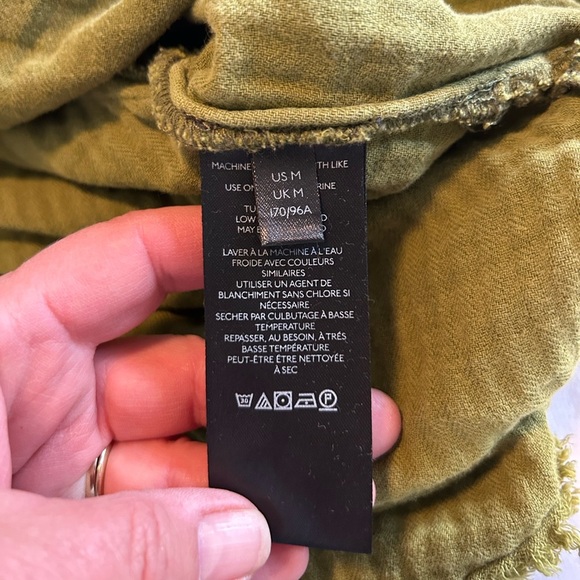 MACHINE TH LIKE
US M
USE ON RINE
UK M
TU
170/96A
LOW D
MAY B D
LAVER À LA MACHINE À L'EAU
FROIDE AVEC COULEURS
SIMILAIRES
UTILISER UN AGENT DE
BLANCHIMENT SANS CHLORE SI
NÉCESSAIRE
SECHER PAR CULBUTAGE À BASSE
TEMPERATURE
REPASSER, AU BESOIN, À TRÉS
BASSE TEMPÉRATURE
PEUT-ÊTRE ÊTRE NETTOYÉE
À SEC
30 P